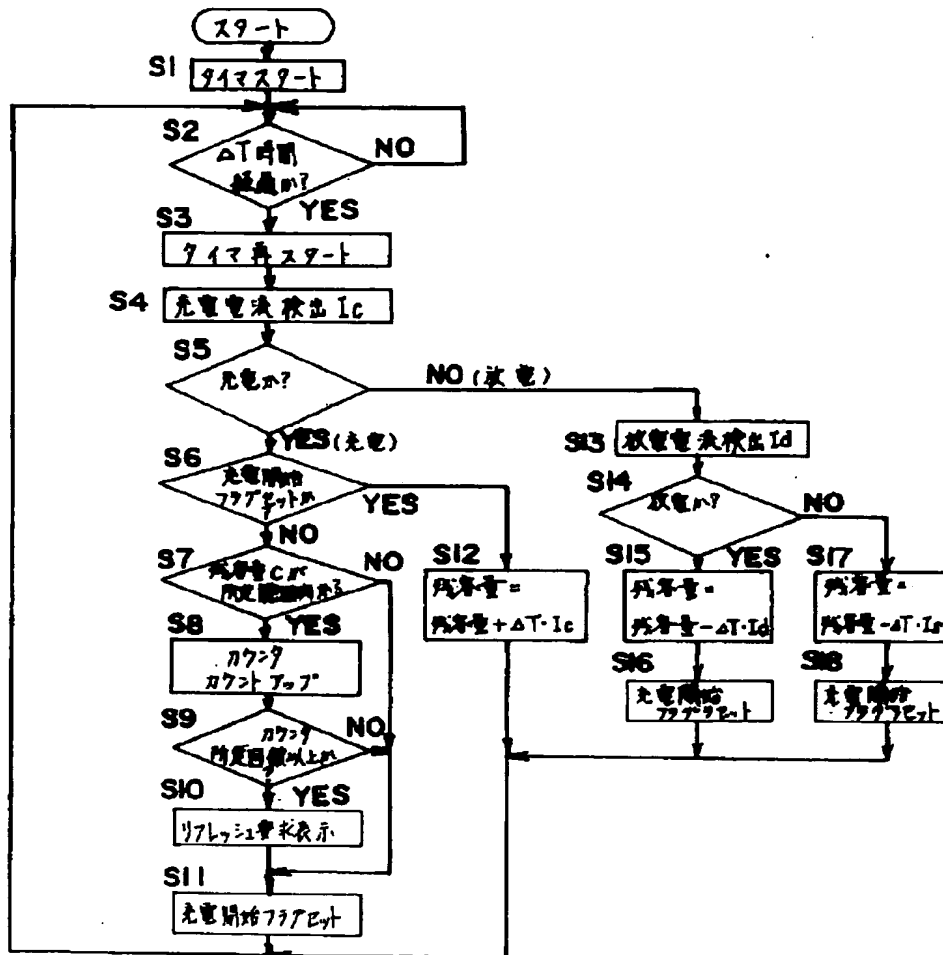 スタート
S1
タイマスタート
S2
ΔT時間
経過か?
NO
YES
S3
タイマ再スタート
S4
充電電流検出Ic
S5
充電か?
NO(放電)
YES(充電)
S6
充電開始
フラグセットか
YES
NO
S7
残容量Cが
所定範囲内か?
NO
YES
S8
カウンタ
カウントアップ
S9
カウンタ
所定回数以上か
NO
YES
S10
リフレッシュ要求表示
S11
充電開始フラグセット
S12
残容量=
残容量+ΔT·Ic
S13
放電電流検出Id
S14
放電か?
NO
YES
S15
残容量=
残容量-ΔT·Id
S16
充電開始
フラグリセット
S17
残容量=
残容量-ΔT·Is
S18
充電開始
フラグリセット